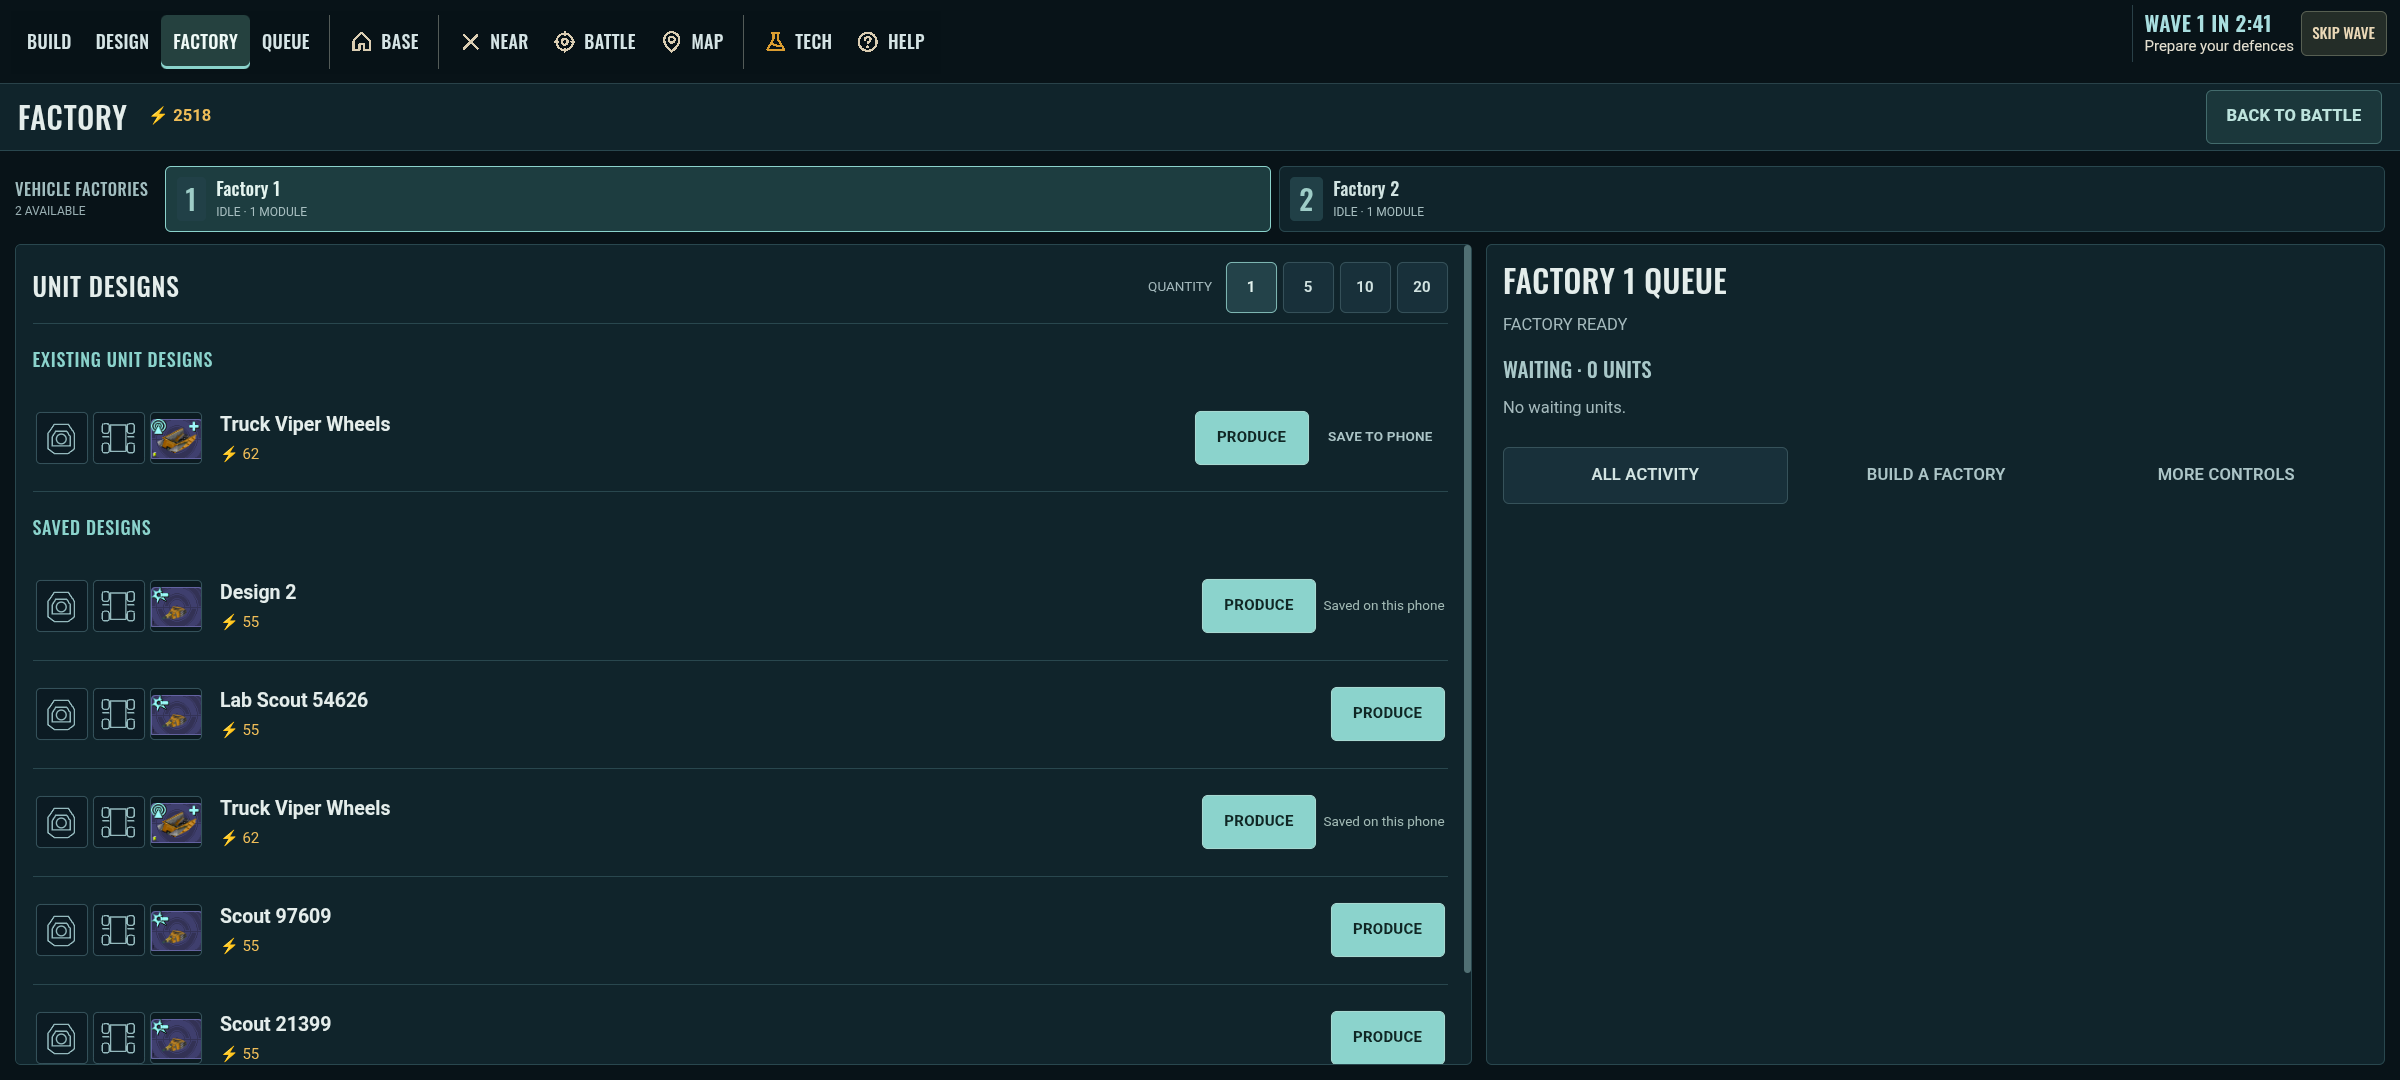 BUILD DESIGN FACTORY QUEUE BASE NEAR BATTLE MAP TECH HELP
WAVE 1 IN 2:41
Prepare your defences
SKIP WAVE
FACTORY 2518
BACK TO BATTLE
VEHICLE FACTORIES
2 AVAILABLE
1 Factory 1
IDLE · 1 MODULE
2 Factory 2
IDLE · 1 MODULE
UNIT DESIGNS
QUANTITY 1 5 10 20
EXISTING UNIT DESIGNS
Truck Viper Wheels
62
PRODUCE SAVE TO PHONE
SAVED DESIGNS
Design 2
55
PRODUCE Saved on this phone
Lab Scout 54626
55
PRODUCE
Truck Viper Wheels
62
PRODUCE Saved on this phone
Scout 97609
55
PRODUCE
Scout 21399
55
PRODUCE
FACTORY 1 QUEUE
FACTORY READY
WAITING · 0 UNITS
No waiting units.
ALL ACTIVITY BUILD A FACTORY MORE CONTROLS